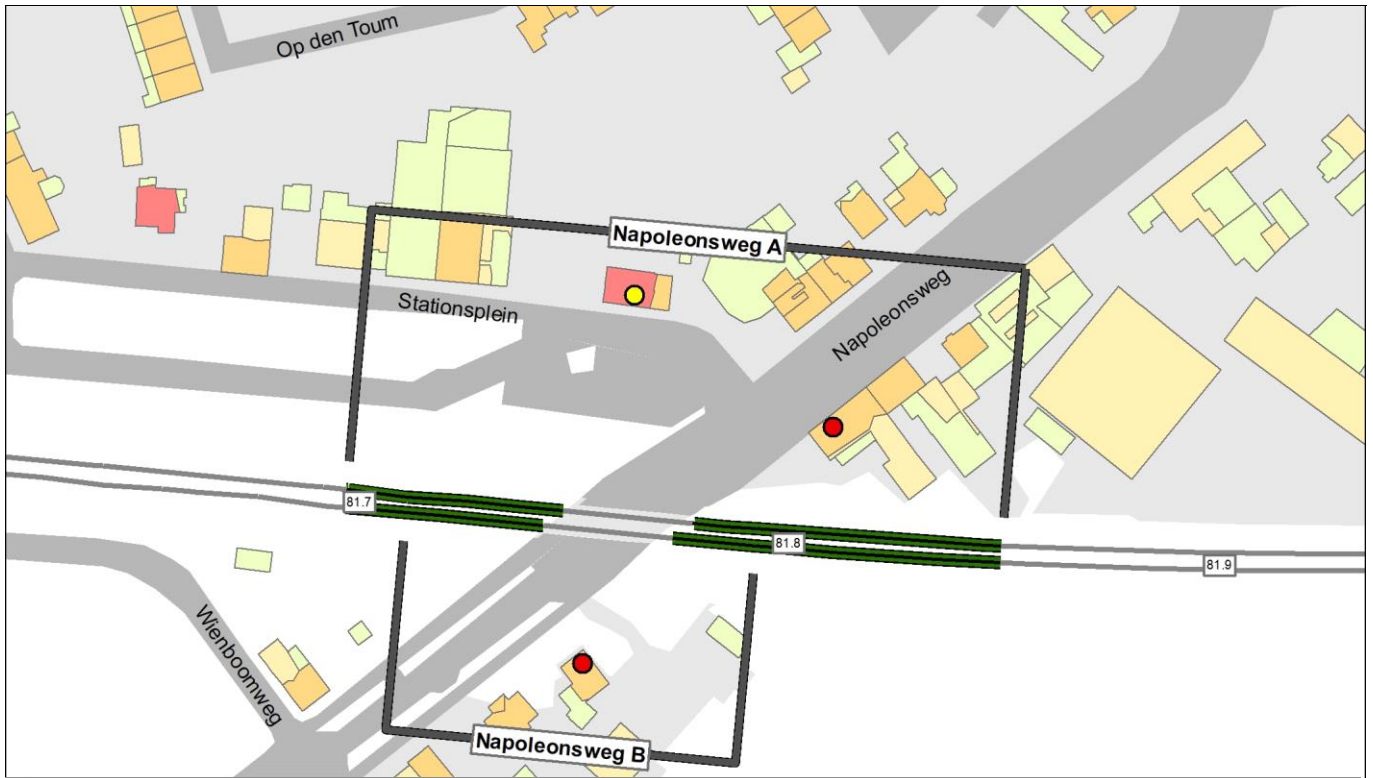 Op den Toum
Napoleonsweg A
Stationsplein
Napoleonsweg
81.7
81.8
81.9
Wienboomweg
Napoleonsweg B